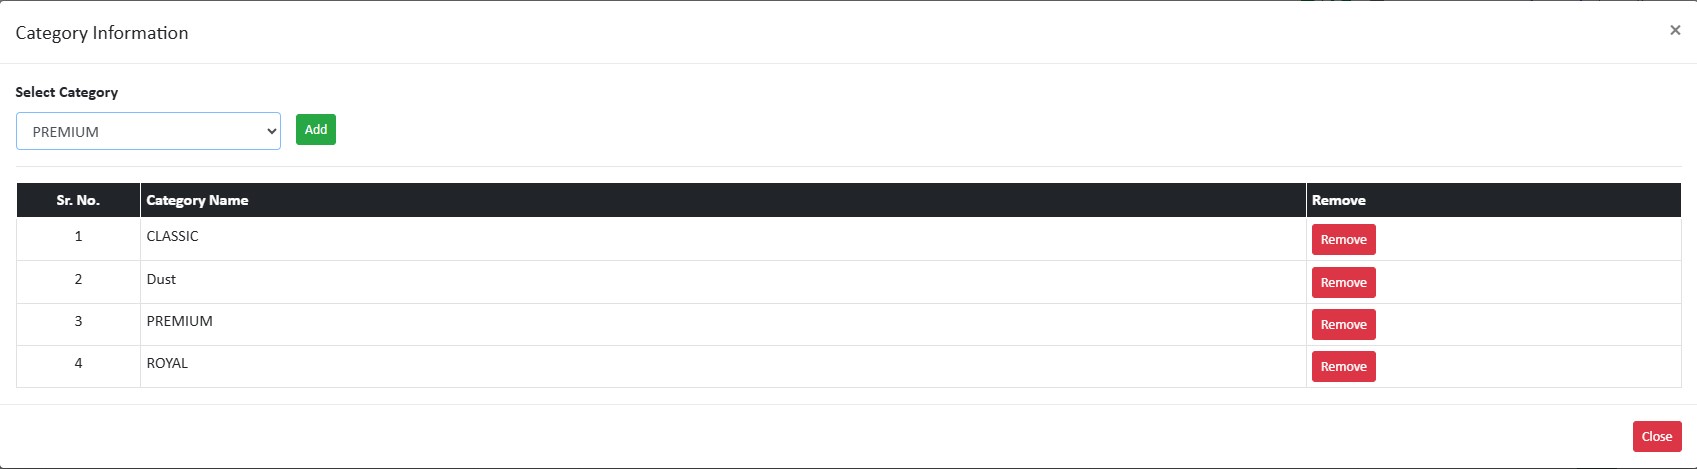 Category Information ×
Select Category
PREMIUM Add
Sr. No. Category Name Remove
1 CLASSIC Remove
2 Dust Remove
3 PREMIUM Remove
4 ROYAL Remove
Close